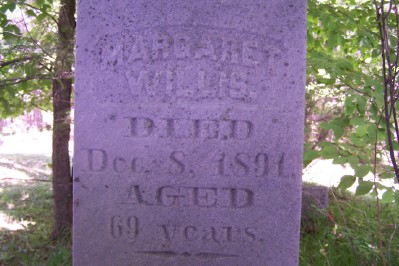 MARGARET
WILLIS.
DIED
Dec. 8, 1891.
AGED
69 years.